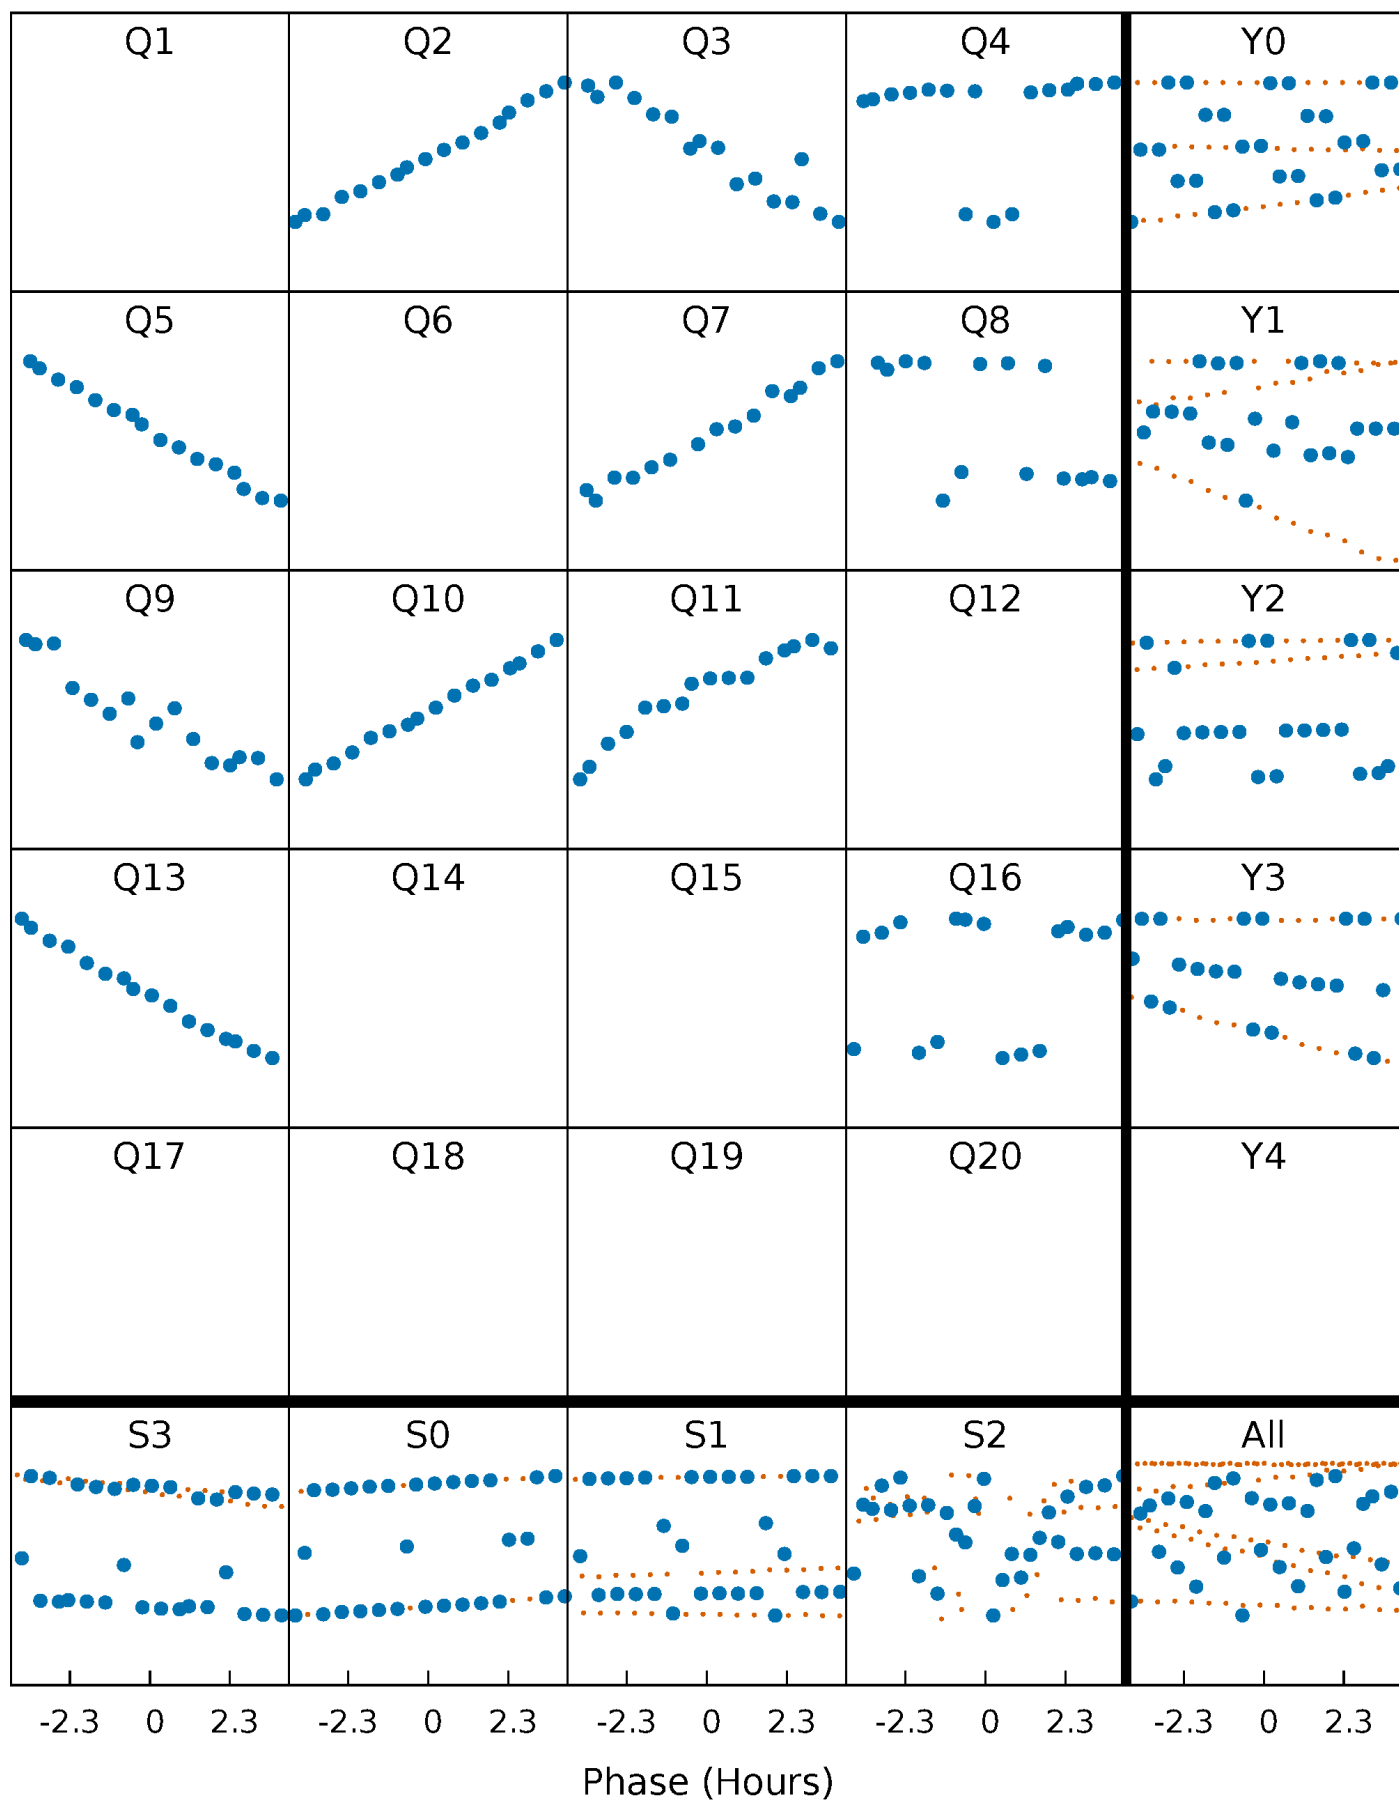 Q1 Q2 Q3 Q4 Y0
Q5 Q6 Q7 Q8 Y1
Q9 Q10 Q11 Q12 Y2
Q13 Q14 Q15 Q16 Y3
Q17 Q18 Q19 Q20 Y4
S3 S0 S1 S2 All
-2.3 0 2.3 -2.3 0 2.3 -2.3 0 2.3 -2.3 0 2.3 -2.3 0 2.3
Phase (Hours)